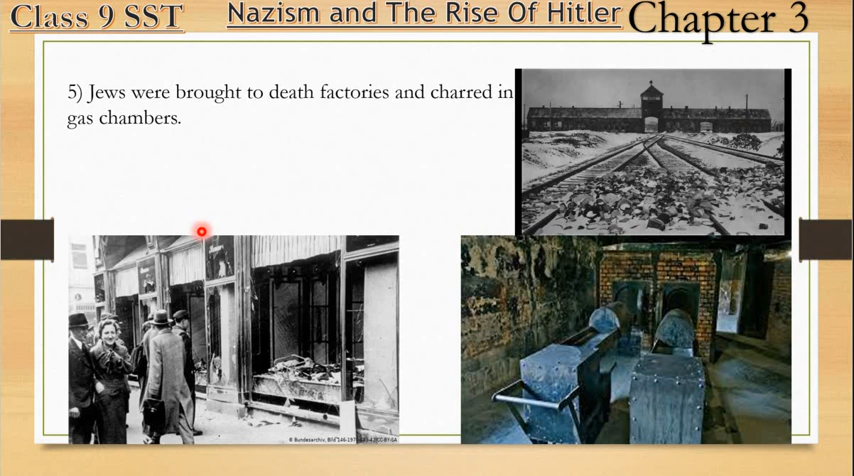 Class 9 SST
Nazism and The Rise Of Hitler
Chapter 3
5) Jews were brought to death factories and charred in
gas chambers.